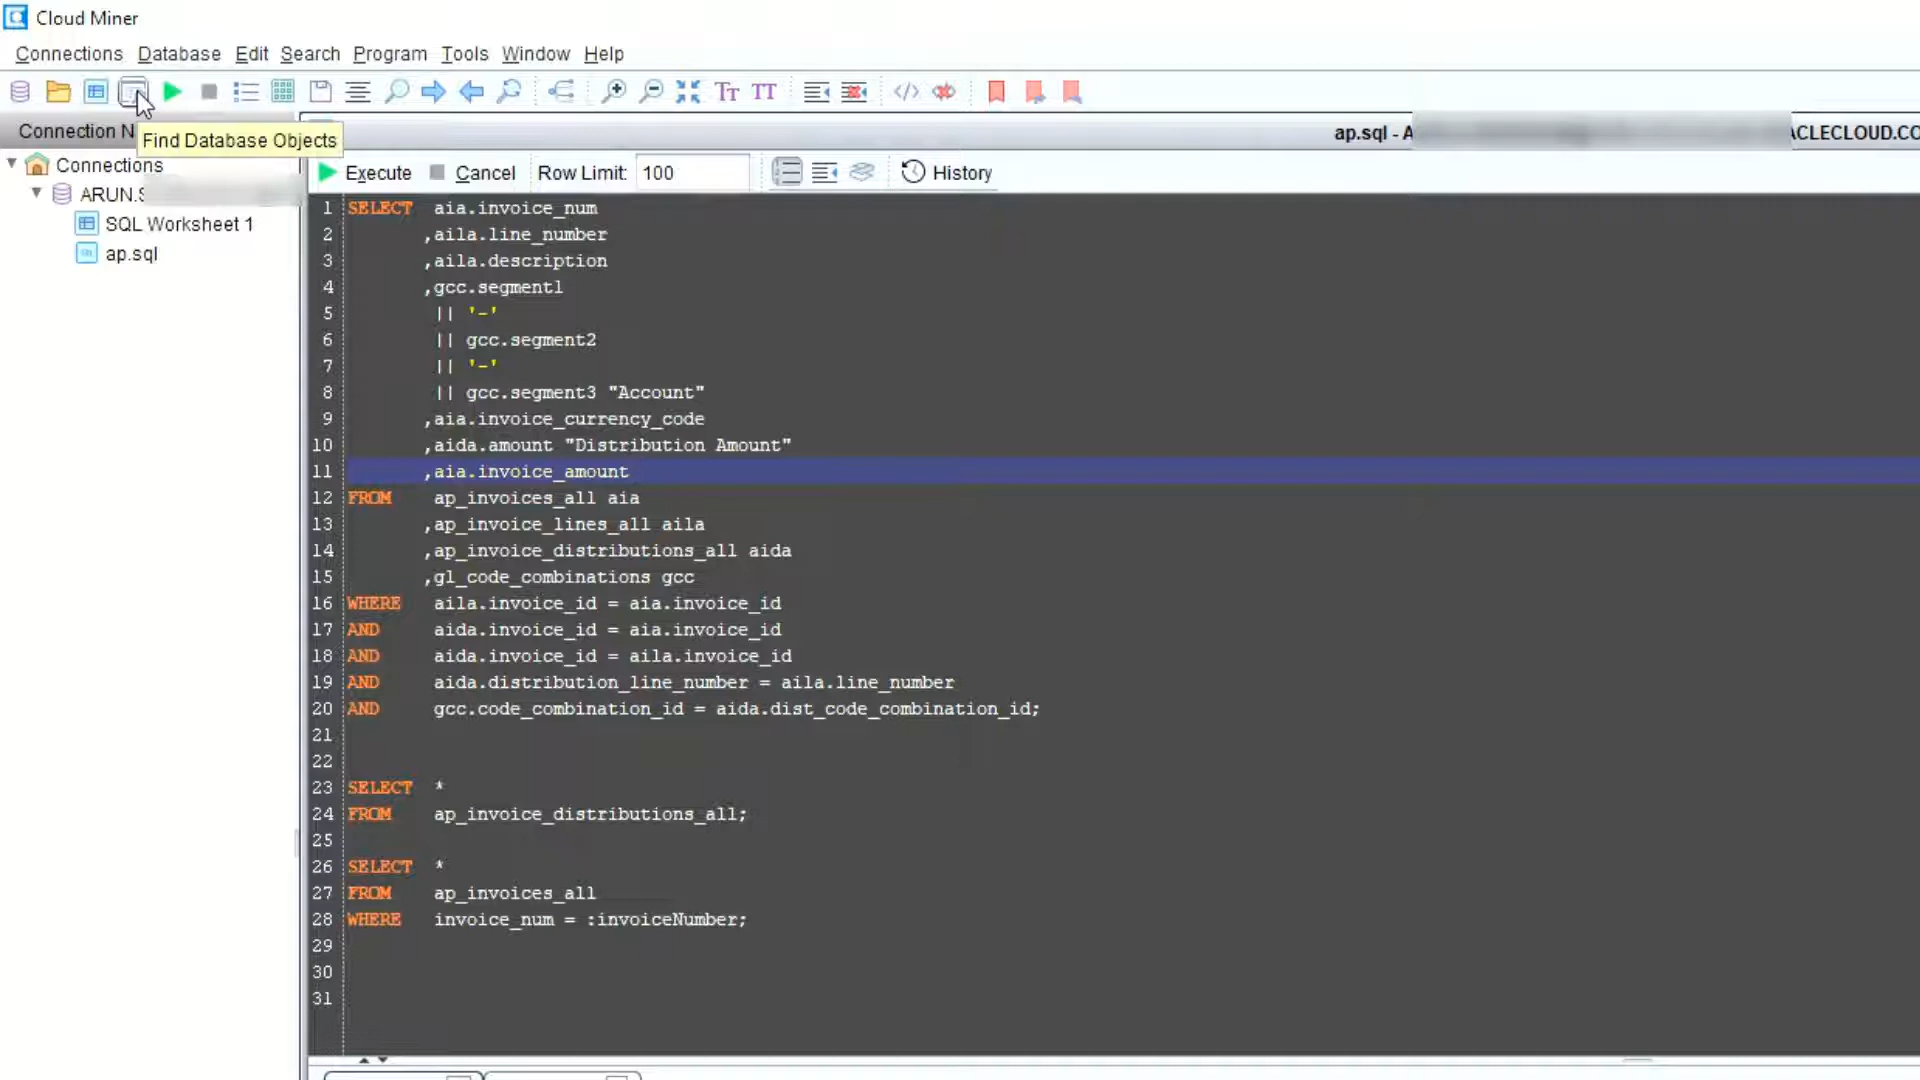 Cloud Miner
Connections Database Edit Search Program Tools Window Help
Connection N
Find Database Objects
ap.sql - A ACLECLOUD.CO
Connections
ARUN.S
SQL Worksheet 1
ap.sql
Execute Cancel Row Limit: 100 History
1 SELECT aia.invoice_num
2 ,aila.line_number
3 ,aila.description
4 ,gcc.segment1
5 || '-'
6 || gcc.segment2
7 || '-'
8 || gcc.segment3 "Account"
9 ,aia.invoice_currency_code
10 ,aida.amount "Distribution Amount"
11 ,aia.invoice_amount
12 FROM ap_invoices_all aia
13 ,ap_invoice_lines_all aila
14 ,ap_invoice_distributions_all aida
15 ,gl_code_combinations gcc
16 WHERE aila.invoice_id = aia.invoice_id
17 AND aida.invoice_id = aia.invoice_id
18 AND aida.invoice_id = aila.invoice_id
19 AND aida.distribution_line_number = aila.line_number
20 AND gcc.code_combination_id = aida.dist_code_combination_id;
21
22
23 SELECT *
24 FROM ap_invoice_distributions_all;
25
26 SELECT *
27 FROM ap_invoices_all
28 WHERE invoice_num = :invoiceNumber;
29
30
31